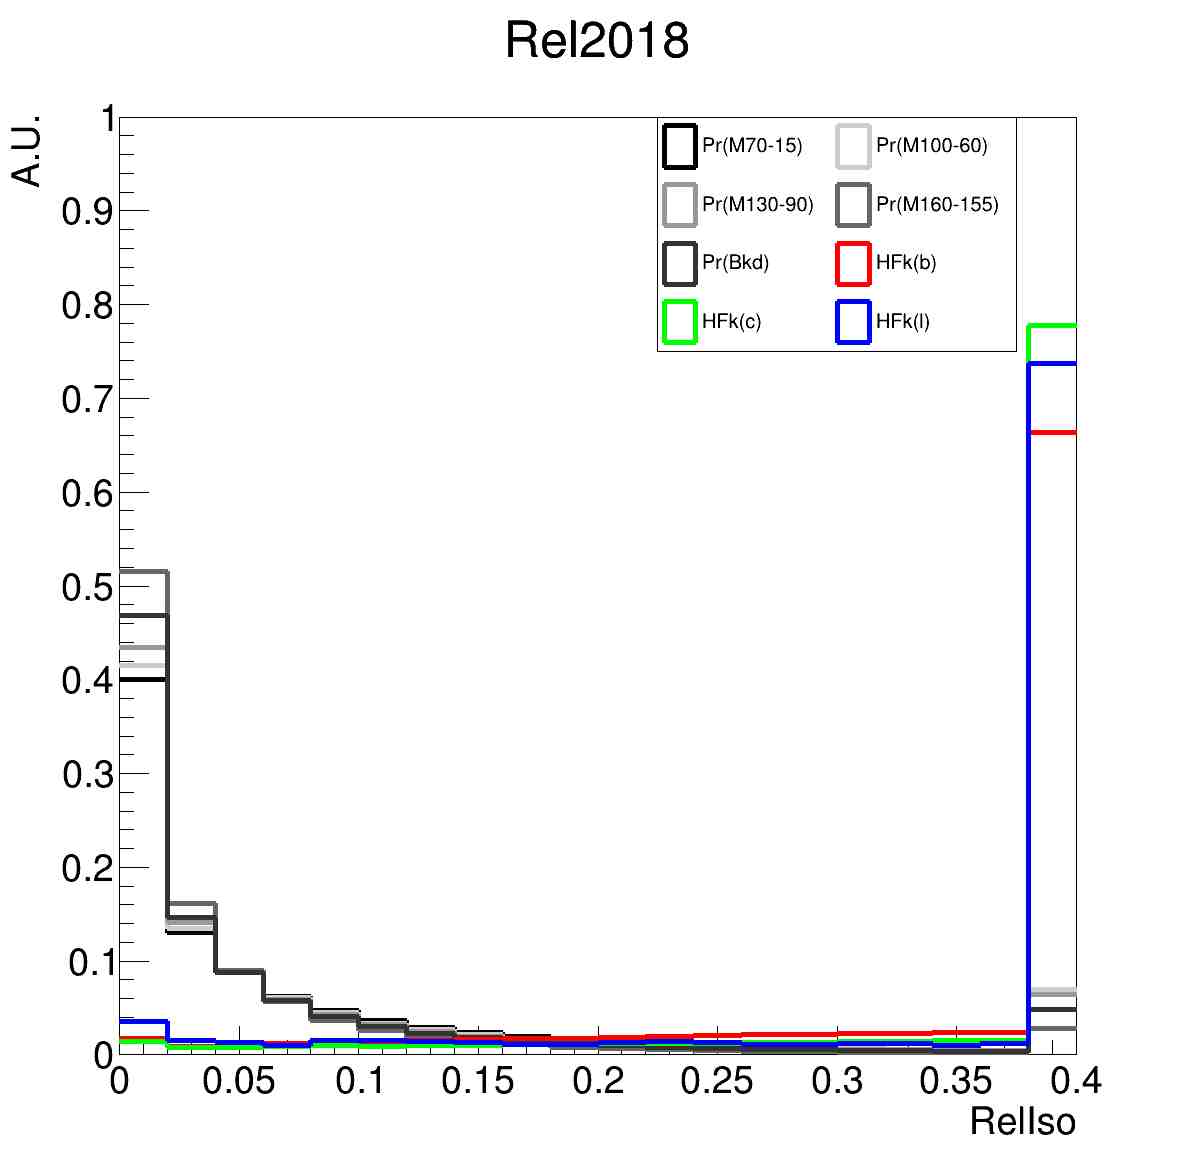 Rel2018
A.U.
1
0.9
0.8
0.7
0.6
0.5
0.4
0.3
0.2
0.1
0
Pr(M70-15) Pr(M100-60)
Pr(M130-90) Pr(M160-155)
Pr(Bkd) HFk(b)
HFk(c) HFk(l)
0 0.05 0.1 0.15 0.2 0.25 0.3 0.35 0.4
RelIso